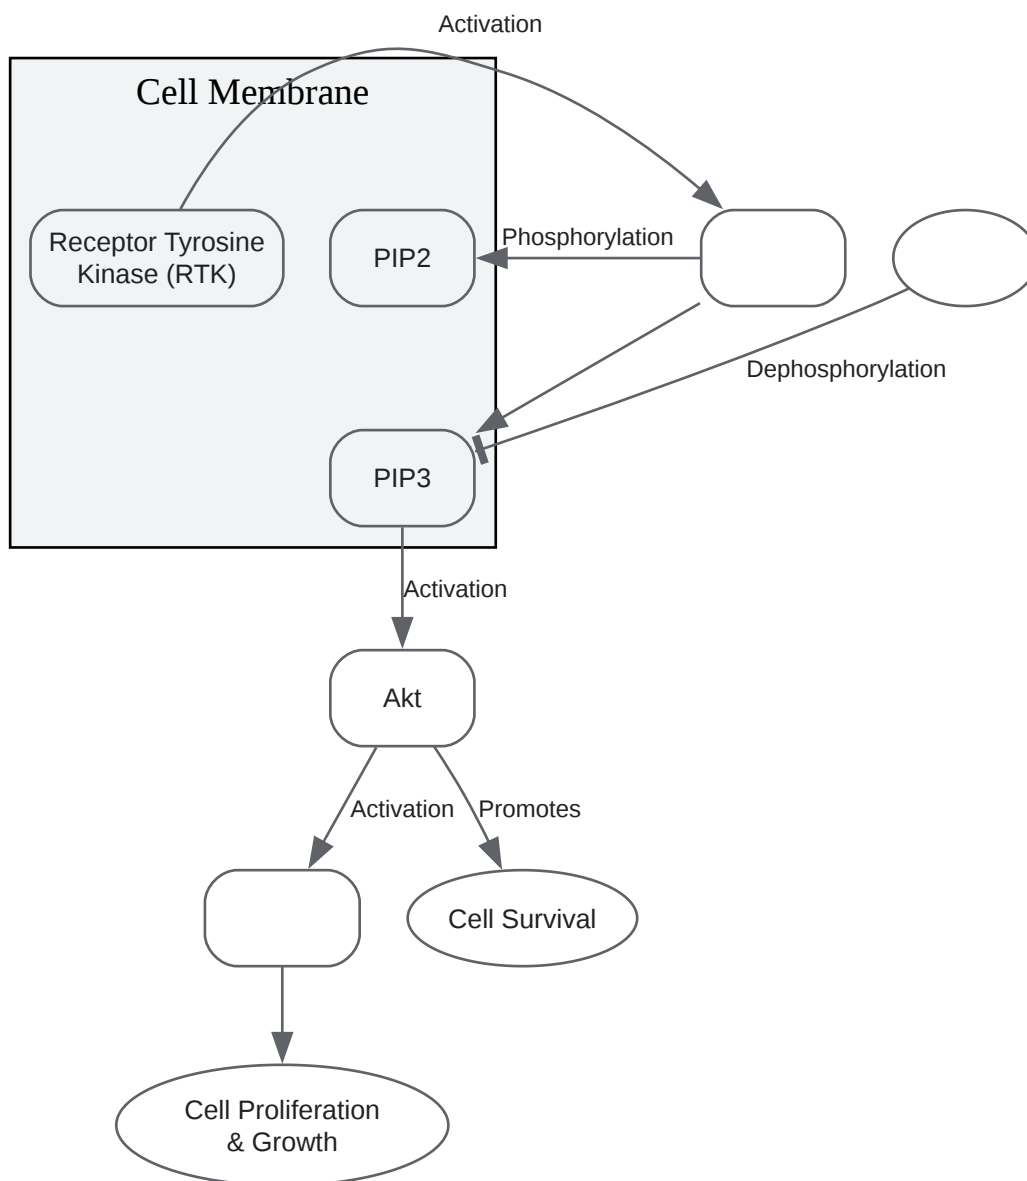 Activation
Cell Membrane
Receptor Tyrosine
Kinase (RTK)
PIP2
Phosphorylation
Dephosphorylation
PIP3
Activation
Akt
Activation
Promotes
Cell Survival
Cell Proliferation
& Growth